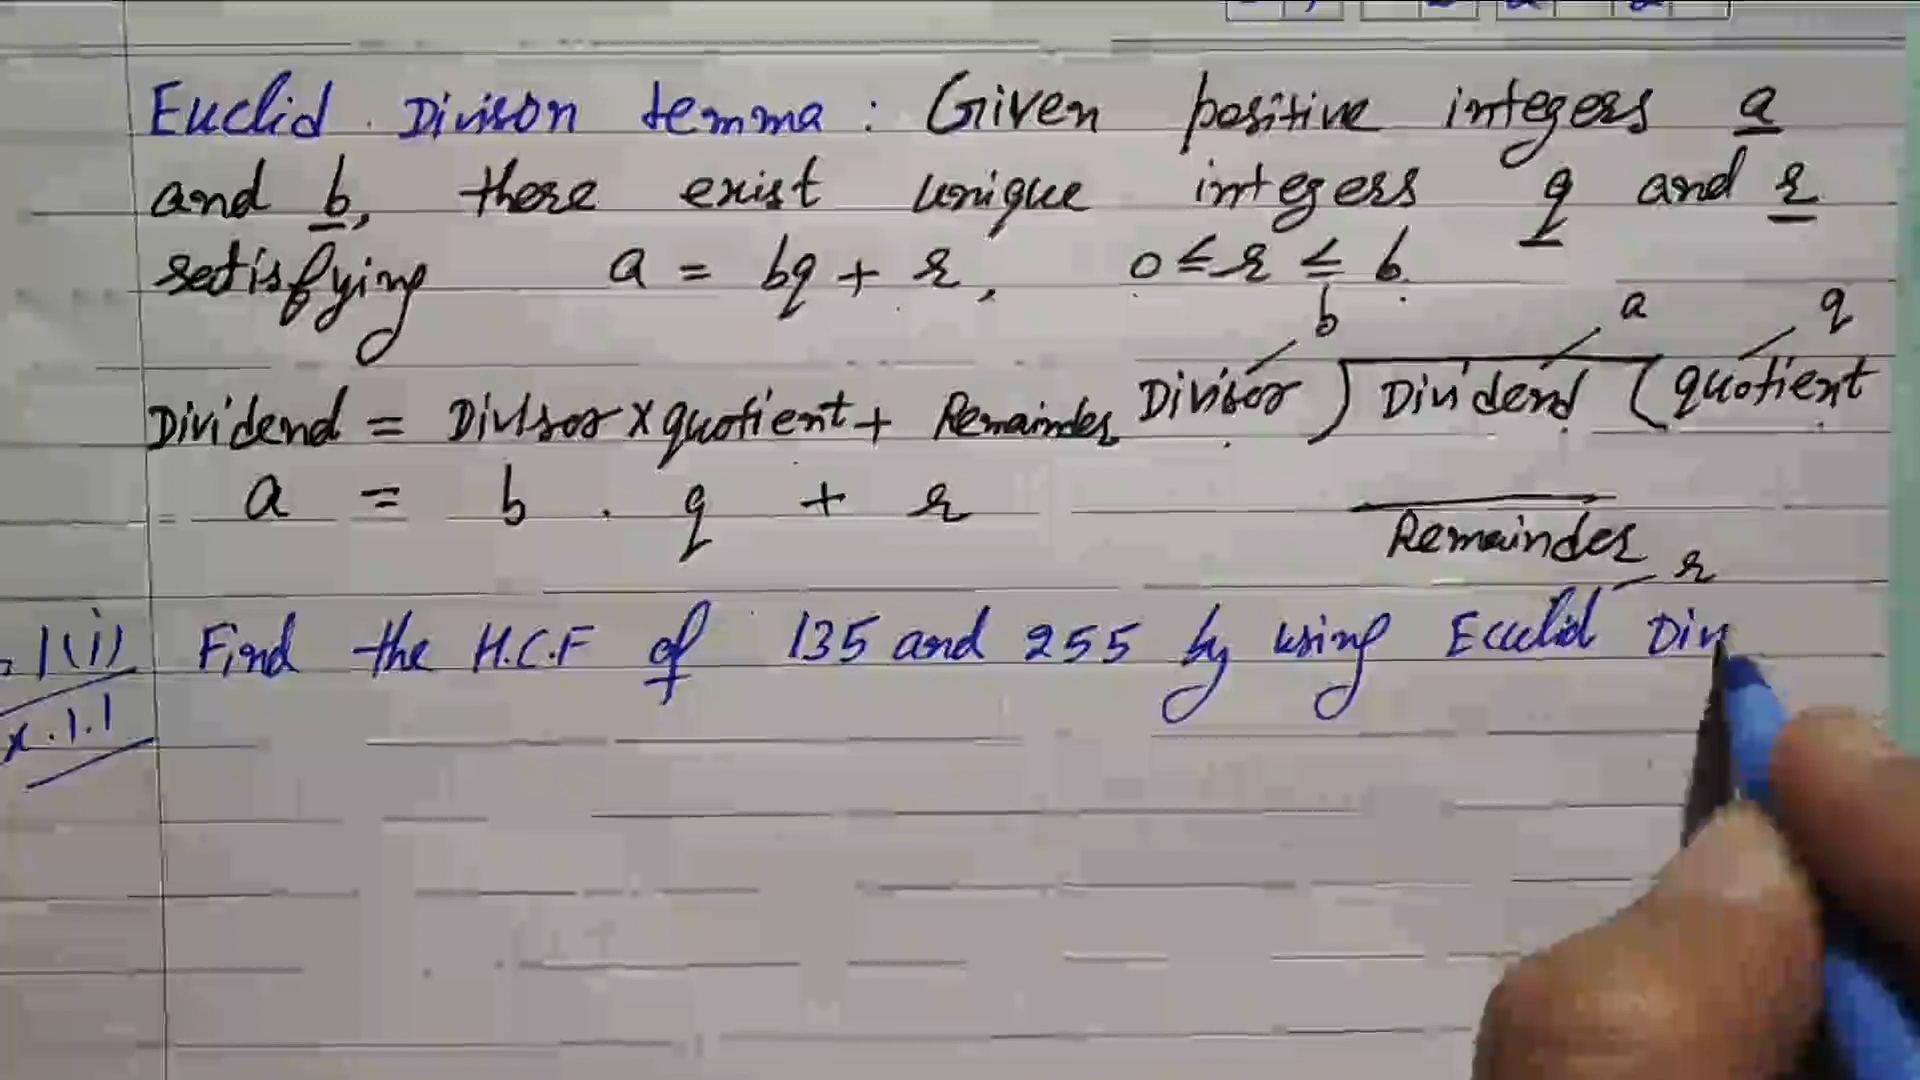 Euclid Divison Lemma : Given positive integers a
and b, there exist unique integers q and r
satisfying a = bq + r, 0 ≤ r ≤ b.
b a q
Dividend = Divisor × quotient + Remainder Divisor ) Dividend ( quotient
a = b . q + r
Remainder r
1(i) Find the H.C.F of 135 and 255 by using Eculid Div
x.1.1